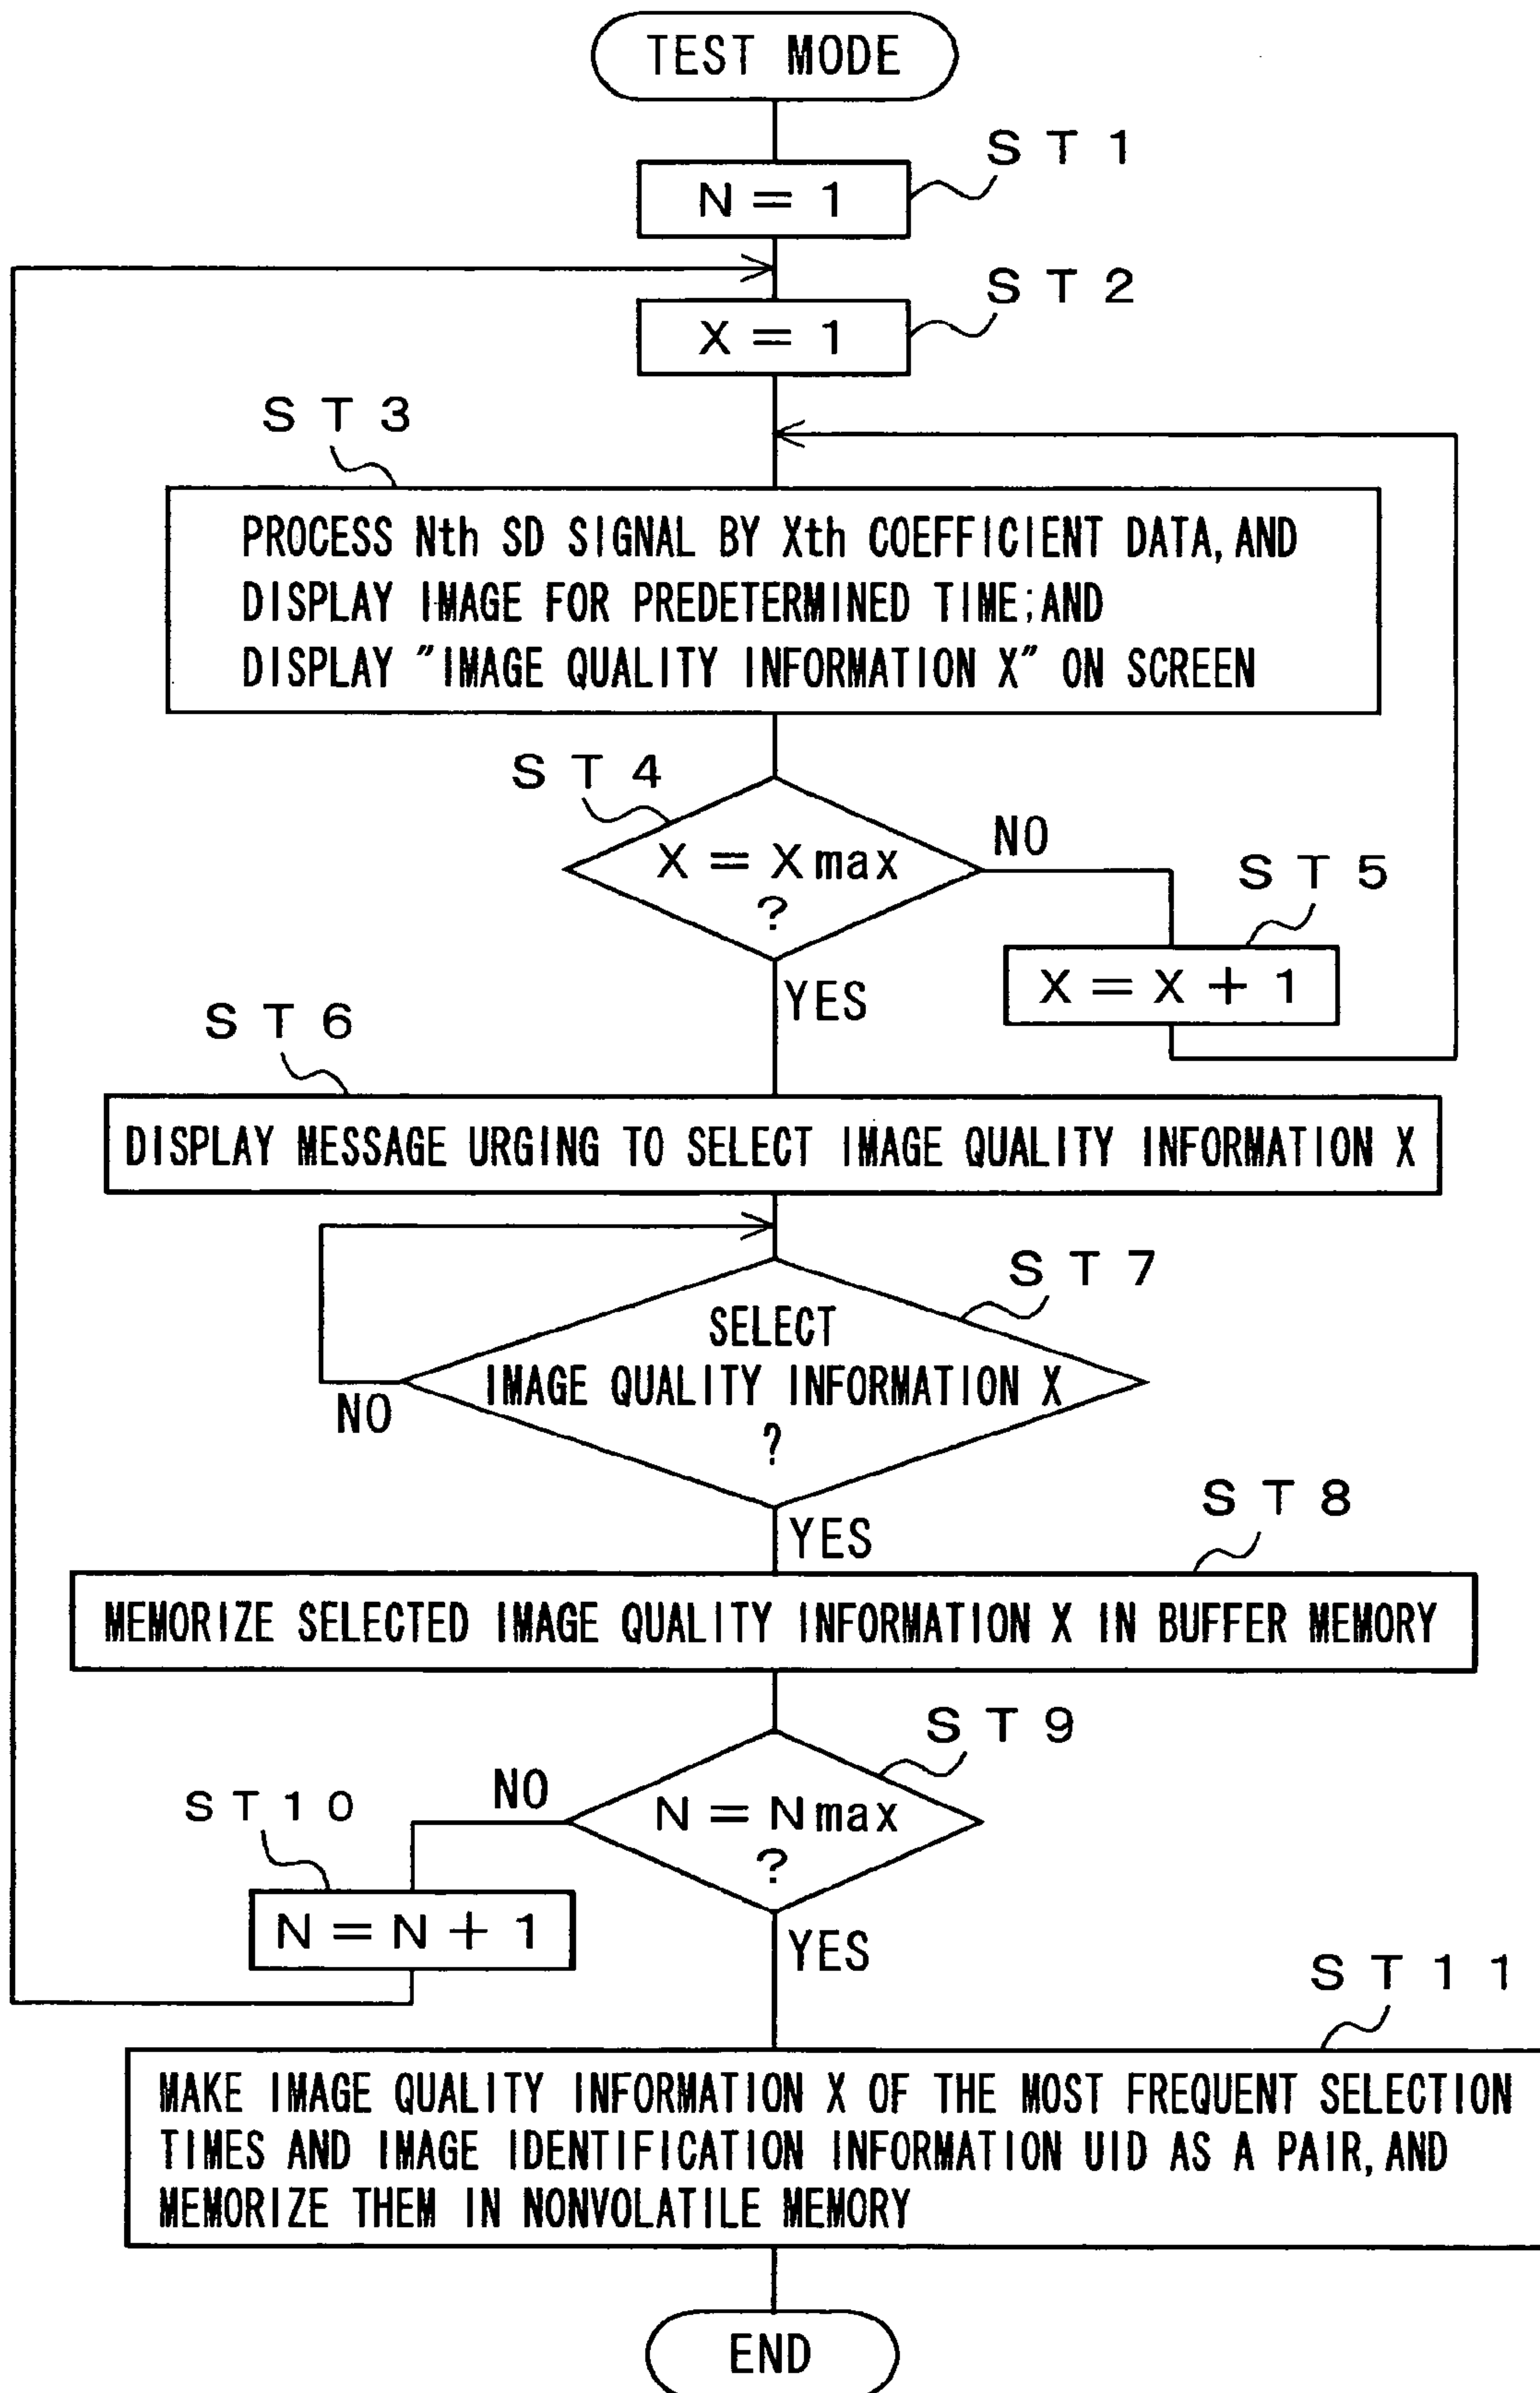 TEST MODE
ST1
N = 1
ST2
X = 1
ST3
PROCESS Nth SD SIGNAL BY Xth COEFFICIENT DATA, AND
DISPLAY IMAGE FOR PREDETERMINED TIME; AND
DISPLAY "IMAGE QUALITY INFORMATION X" ON SCREEN
ST4
X = Xmax
?
NO
ST5
X = X + 1
YES
ST6
DISPLAY MESSAGE URGING TO SELECT IMAGE QUALITY INFORMATION X
ST7
SELECT
IMAGE QUALITY INFORMATION X
?
NO
YES
ST8
MEMORIZE SELECTED IMAGE QUALITY INFORMATION X IN BUFFER MEMORY
ST9
N = Nmax
?
NO
ST10
N = N + 1
YES
ST11
MAKE IMAGE QUALITY INFORMATION X OF THE MOST FREQUENT SELECTION
TIMES AND IMAGE IDENTIFICATION INFORMATION UID AS A PAIR, AND
MEMORIZE THEM IN NONVOLATILE MEMORY
END